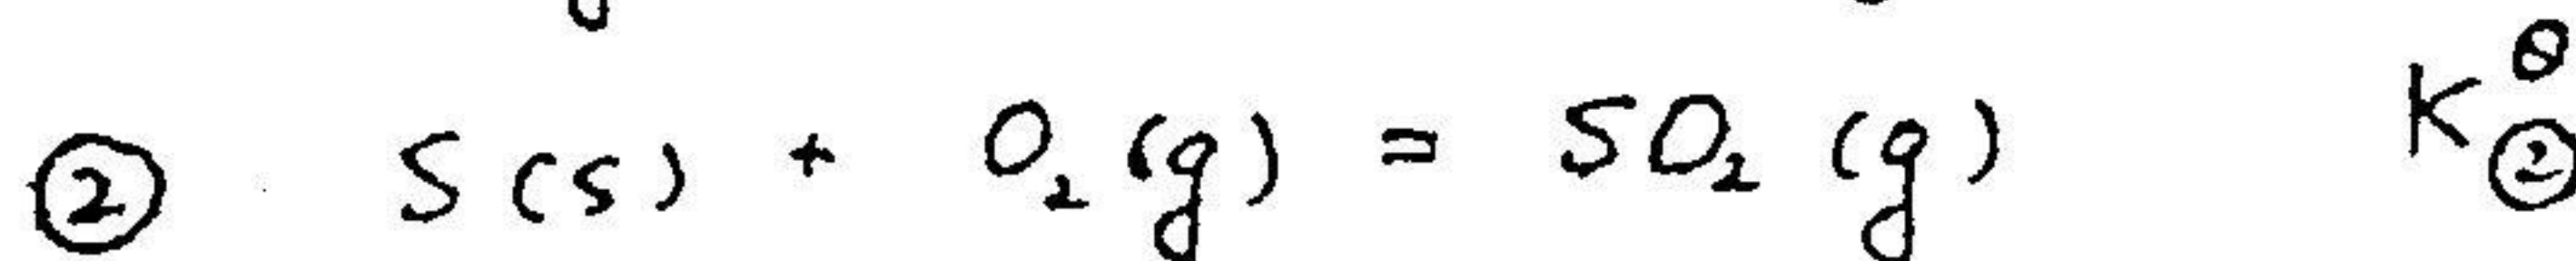 ② S(s) + O₂(g) = SO₂(g) K^θ_②